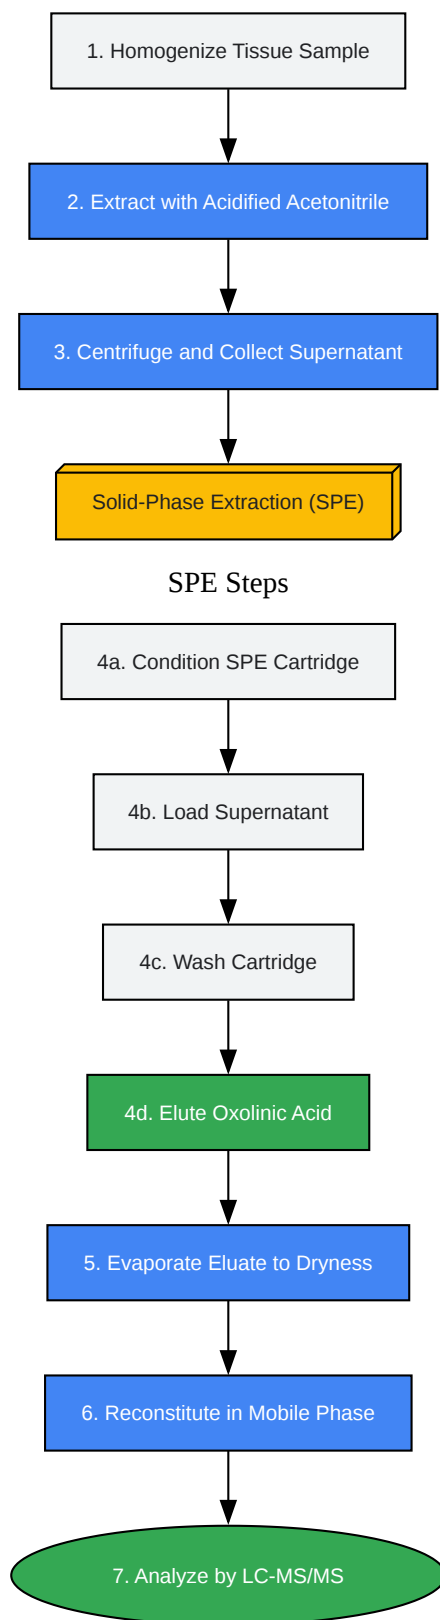 1. Homogenize Tissue Sample
2. Extract with Acidified Acetonitrile
3. Centrifuge and Collect Supernatant
Solid-Phase Extraction (SPE)
SPE Steps
4a. Condition SPE Cartridge
4b. Load Supernatant
4c. Wash Cartridge
4d. Elute Oxolinic Acid
5. Evaporate Eluate to Dryness
6. Reconstitute in Mobile Phase
7. Analyze by LC-MS/MS